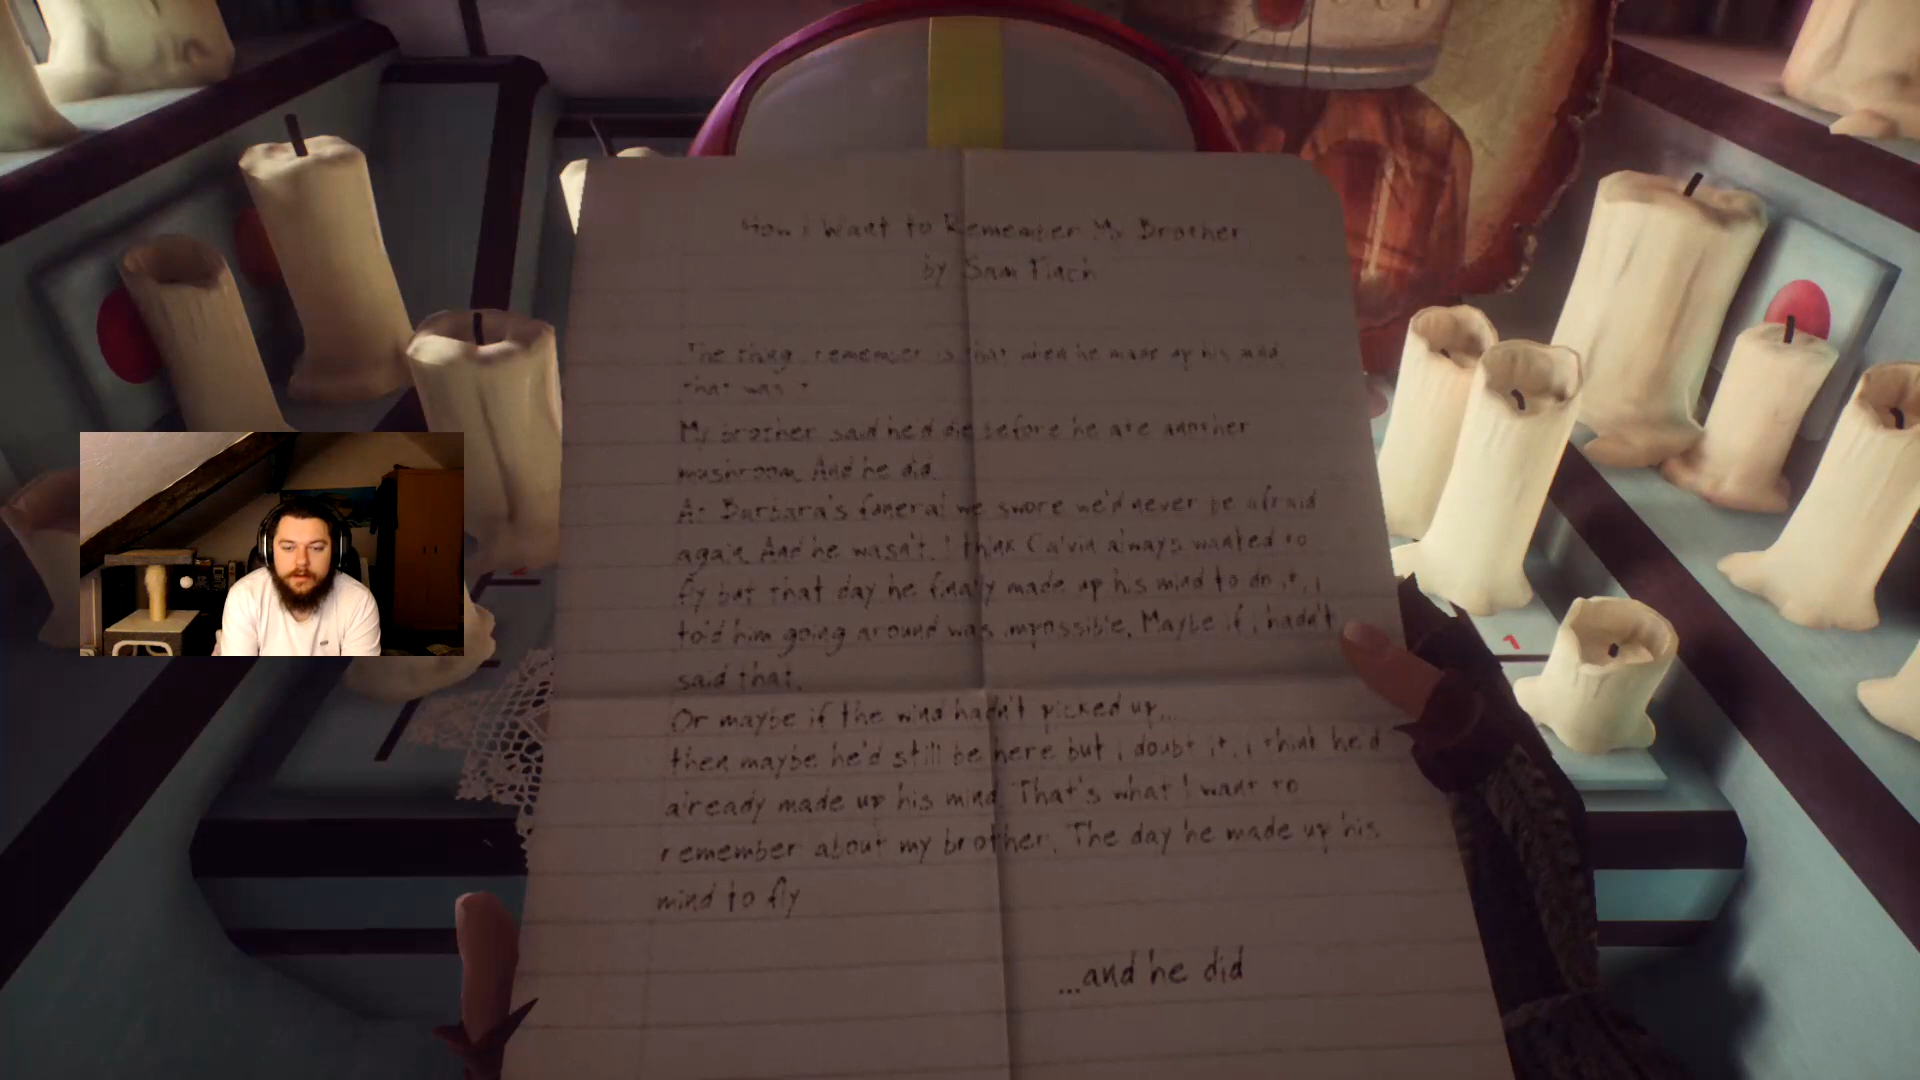 How I Want to Remember My Brother
by Sam Finch
The thing I remember is that when he made up his mind,
that was it
My brother said he'd die before he ate another
mushroom. And he did.
At Barbara's funeral we swore we'd never be afraid
again. And he wasn't. I think Calvin always wanted to
fly but that day he finally made up his mind to do it. I
told him going around was impossible. Maybe if I hadn't
said that.
Or maybe if the wind hadn't picked up...
then maybe he'd still be here but I doubt it. I think he'd
already made up his mind. That's what I want to
remember about my brother. The day he made up his
mind to fly
...and he did